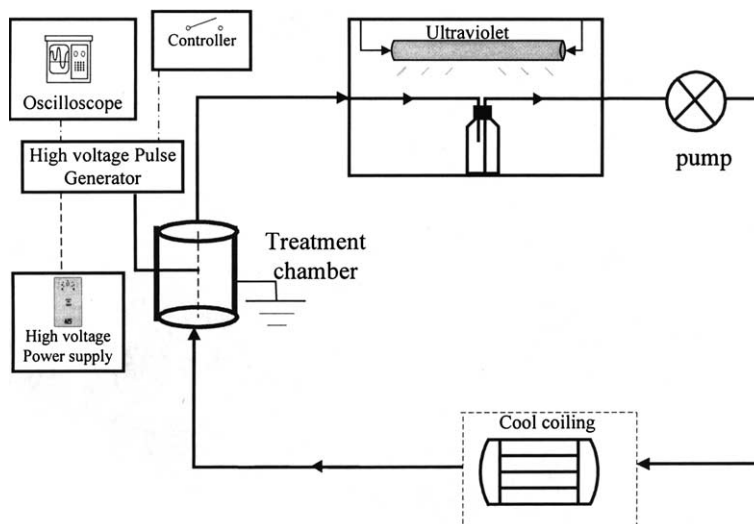 Oscilloscope
Controller
Ultraviolet
High voltage Pulse
Generator
pump
Treatment
chamber
High voltage
Power supply
Cool coiling